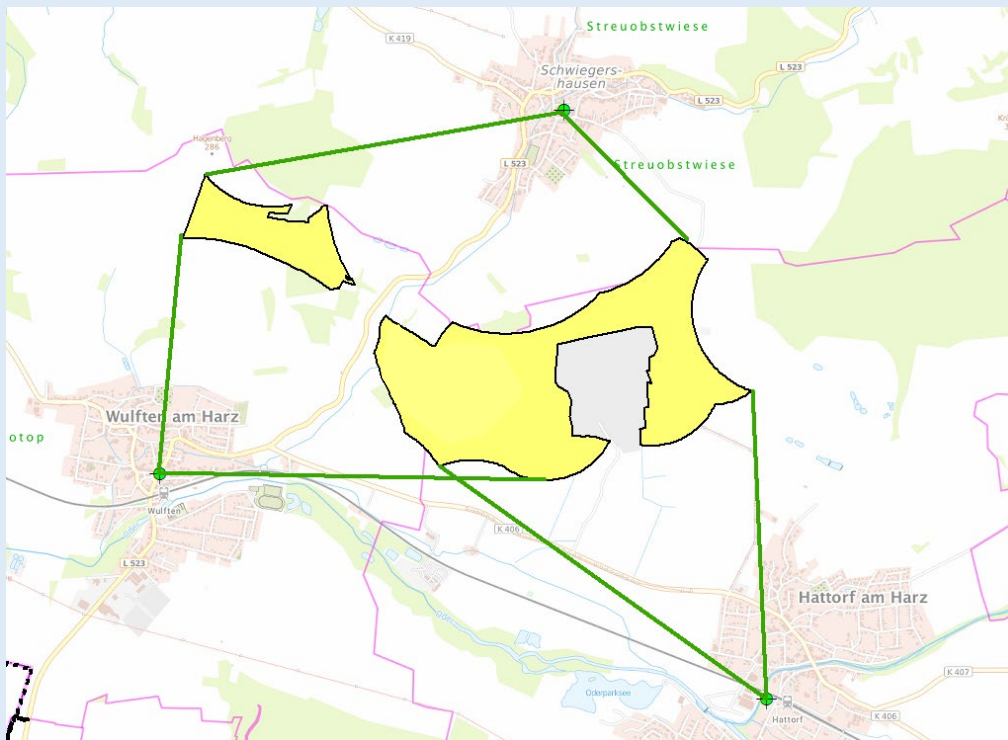 Streuobstwiese
K 419
L 523
Schwiegers-
hausen
L 523
Hagenberg
286
L 523
Streuobstwiese
Wulften am Harz
otop
Wulften
K 406
L 523
Hattorf am Harz
K 407
Oderparksee
Hattorf
K 406